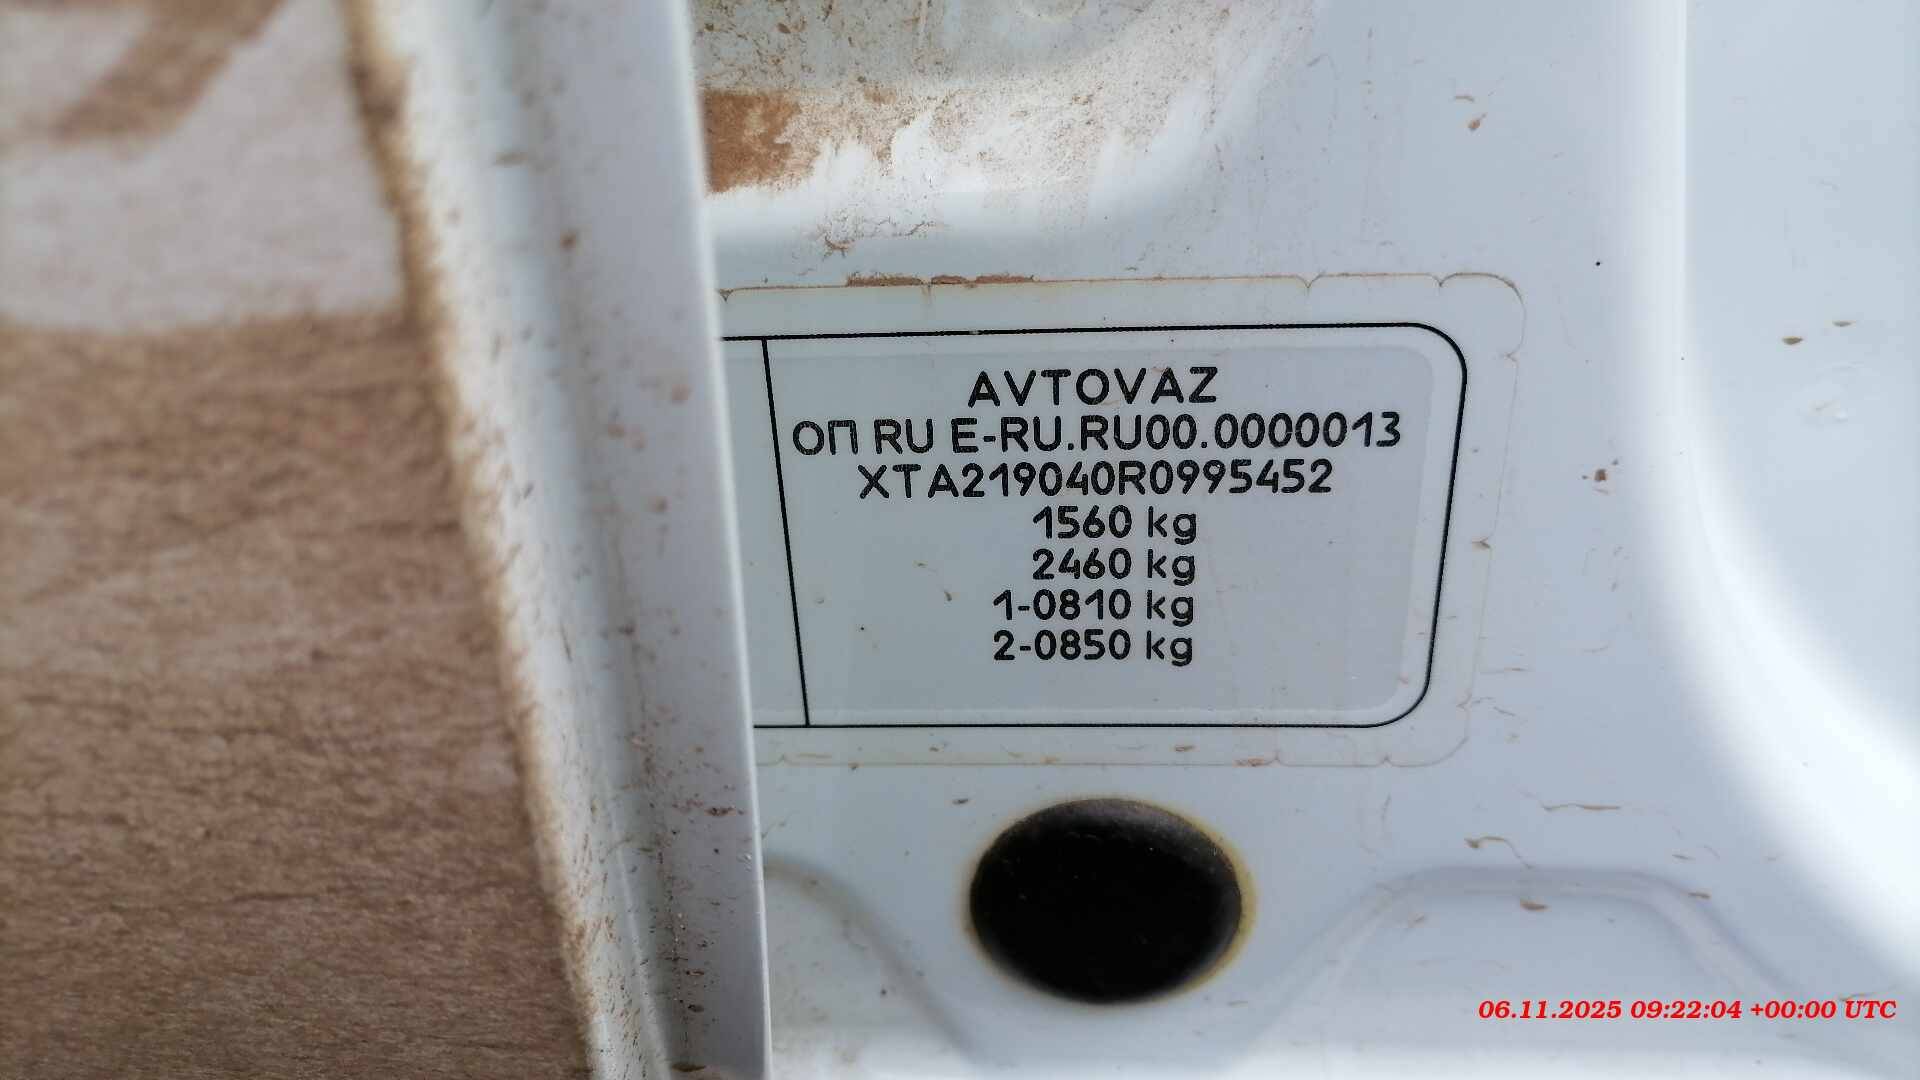 AVTOVAZ
ОП RU E-RU.RU00.0000013
XTA219040R0995452
1560 kg
2460 kg
1-0810 kg
2-0850 kg
06.11.2025 09:22:04 +00:00 UTC